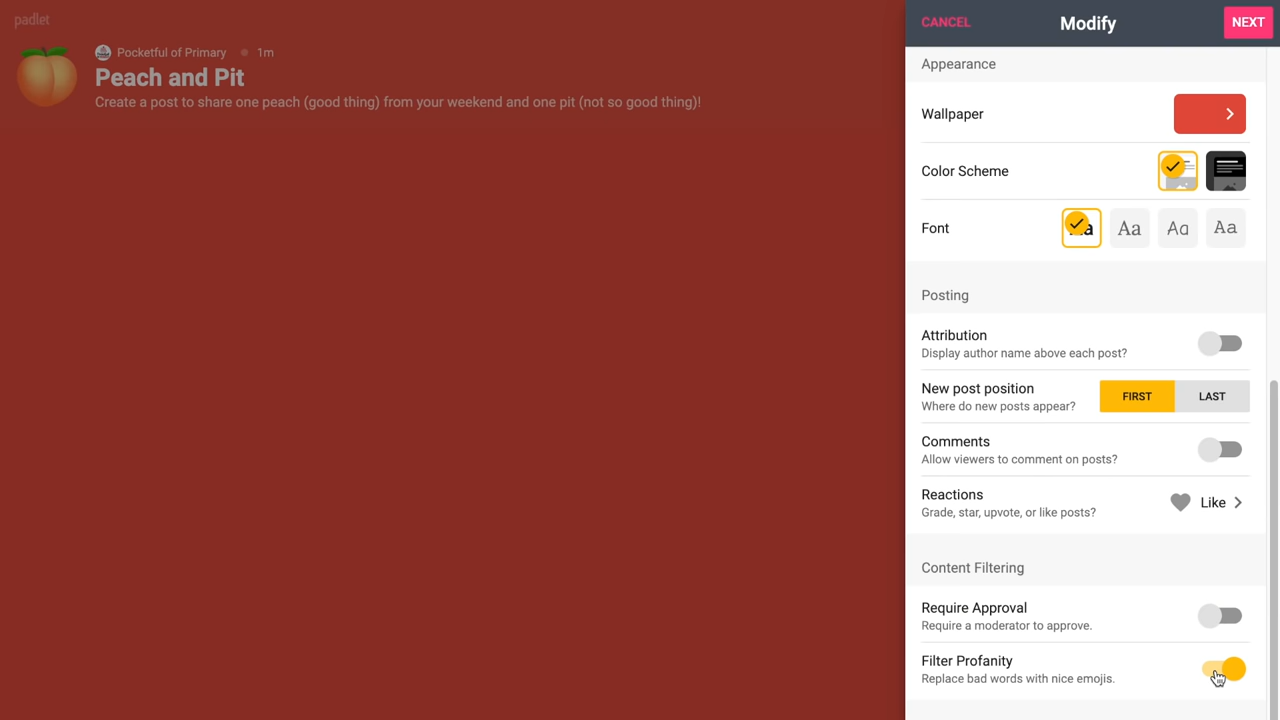 padlet
Pocketful of Primary 1m
Peach and Pit
Create a post to share one peach (good thing) from your weekend and one pit (not so good thing)!
CANCEL Modify NEXT
Appearance
Wallpaper
Color Scheme
Font Aa Aa Aa
Posting
Attribution
Display author name above each post?
New post position
Where do new posts appear?
FIRST LAST
Comments
Allow viewers to comment on posts?
Reactions
Grade, star, upvote, or like posts?
Like
Content Filtering
Require Approval
Require a moderator to approve.
Filter Profanity
Replace bad words with nice emojis.